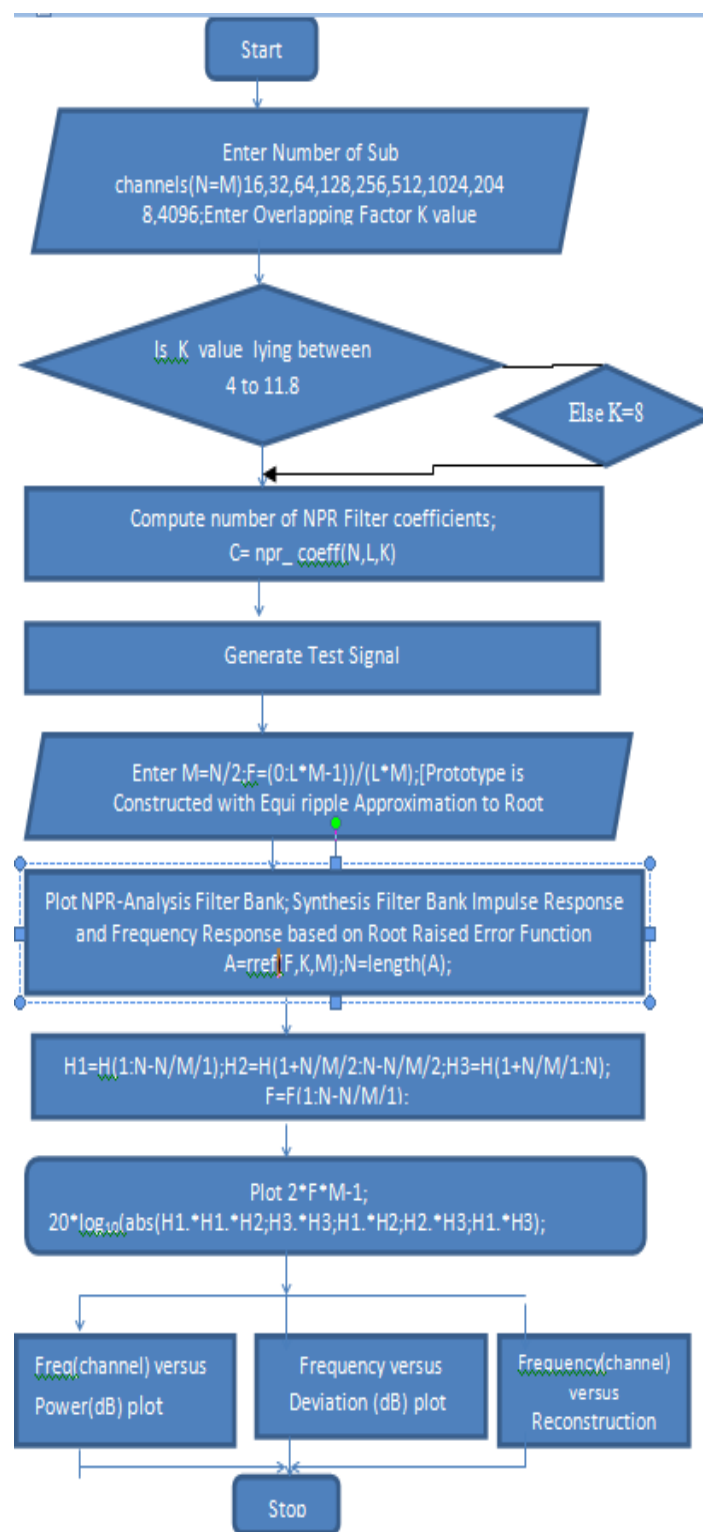 Start
Enter Number of Sub
channels(N=M)16,32,64,128,256,512,1024,204
8,4096;Enter Overlapping Factor K value
Is K value lying between
4 to 11.8
Else K=8
Compute number of NPR Filter coefficients;
C= npr_ coeff(N,L,K)
Generate Test Signal
Enter M=N/2;F=(0:L*M-1))/(L*M);[Prototype is
Constructed with Equi ripple Approximation to Root
Plot NPR-Analysis Filter Bank; Synthesis Filter Bank Impulse Response
and Frequency Response based on Root Raised Error Function
A=rref(F,K,M);N=length(A);
H1=H(1:N-N/M/1);H2=H(1+N/M/2:N-N/M/2;H3=H(1+N/M/1:N);
F=F(1:N-N/M/1);
Plot 2*F*M-1;
20*log₁₀(abs(H1.*H1.*H2;H3.*H3;H1.*H2;H2.*H3;H1.*H3);
Freq(channel) versus
Power(dB) plot
Frequency versus
Deviation (dB) plot
Frequency(channel)
versus
Reconstruction
Stop